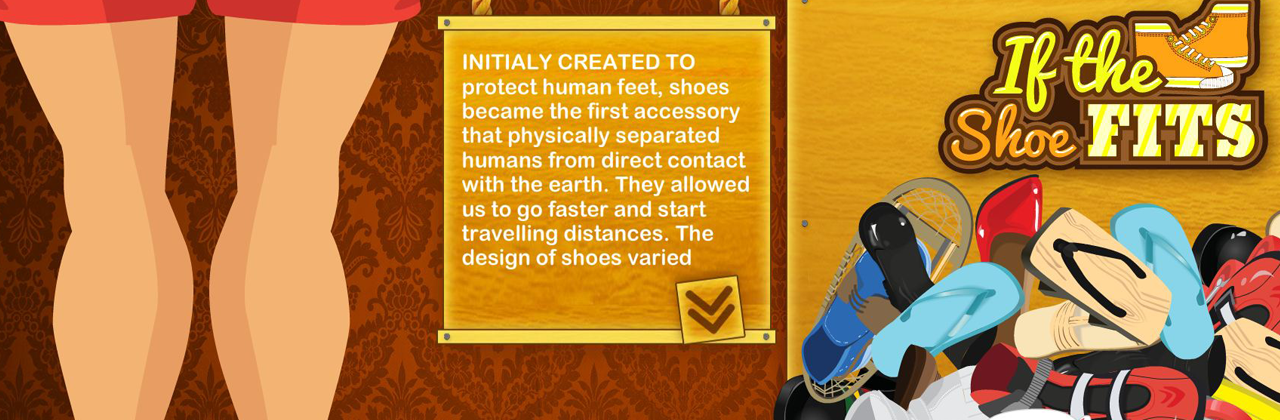 INITIALY CREATED TO
protect human feet, shoes
became the first accessory
that physically separated
humans from direct contact
with the earth. They allowed
us to go faster and start
travelling distances. The
design of shoes varied
If the
Shoe FITS